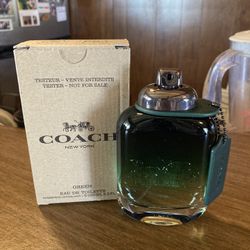 TESTEUR - VENTE INTERDITE
TESTER - NOT FOR SALE
COACH
NEW YORK
GREEN
EAU DE TOILETTE